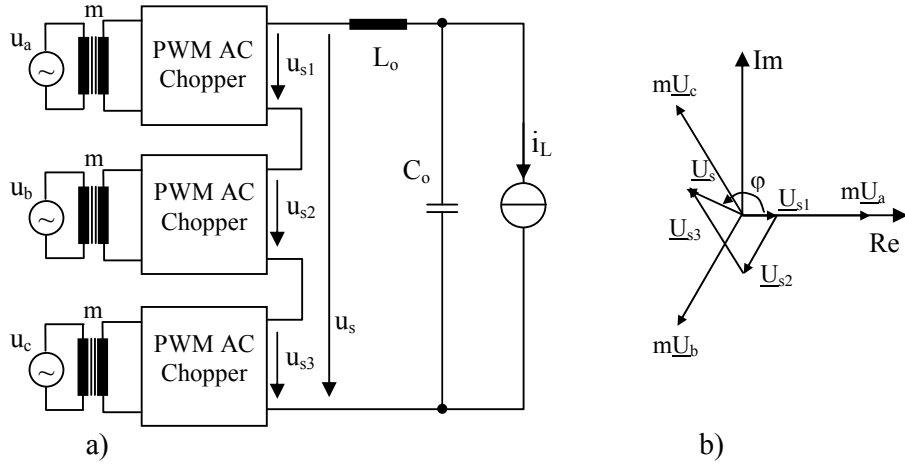 m
u_a
~
PWM AC
Chopper
u_s1
L_o
m
u_b
~
PWM AC
Chopper
u_s2
C_o
i_L
m
u_c
~
PWM AC
Chopper
u_s3
u_s
a)
Im
mU_c
U_s
φ
mU_a
U_s1
Re
U_s3
U_s2
mU_b
b)